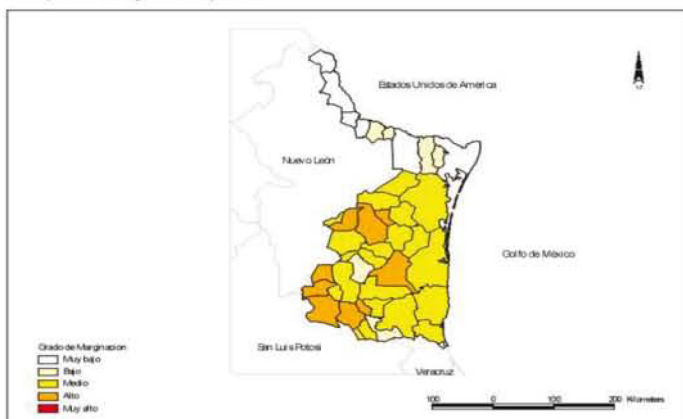 Estados Unidos de América
Nuevo León
Golfo de México
San Luis Potosí
Veracruz
Grado de Marginacion
Muy bajo
Bajo
Medio
Alto
Muy alto
100 0 100 200 Kilometers